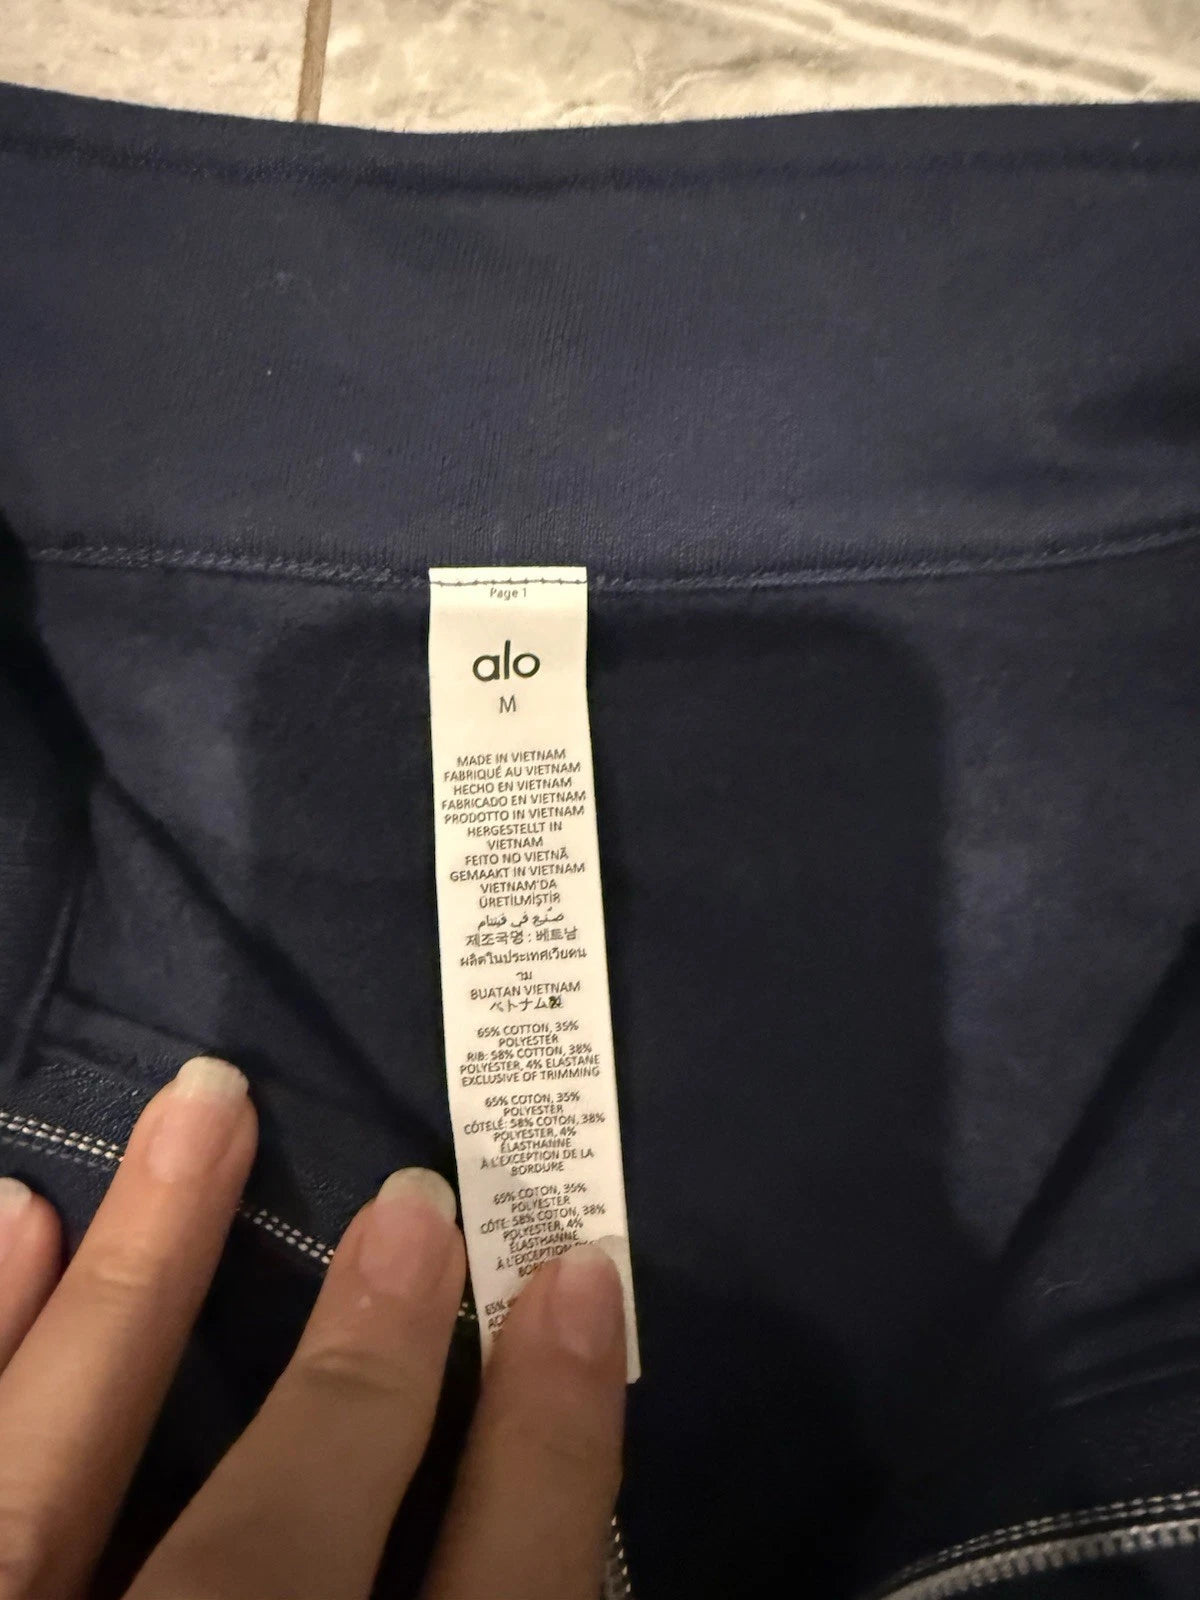 Page 1
alo
M
MADE IN VIETNAM
FABRIQUÉ AU VIETNAM
HECHO EN VIETNAM
FABRICADO EN VIETNAM
PRODOTTO IN VIETNAM
HERGESTELLT IN
VIETNAM
FEITO NO VIETNÃ
GEMAAKT IN VIETNAM
VIETNAM'DA
ÜRETİLMİŞTİR
صنع في فيتنام
제조국명 : 베트남
ผลิตในประเทศเวียดน
าม
BUATAN VIETNAM
ベトナム製
65% COTTON, 35%
POLYESTER
RIB: 58% COTTON, 38%
POLYESTER, 4% ELASTANE
EXCLUSIVE OF TRIMMING
65% COTON, 35%
POLYESTER
CÔTELÉ: 58% COTON, 38%
POLYESTER, 4%
ÉLASTHANNE
À L'EXCEPTION DE LA
BORDURE
65% COTON, 35%
POLYESTER
CÔTE: 58% COTON, 38%
POLYESTER, 4%
ÉLASTHANNE
À L'EXCEPTION
65%